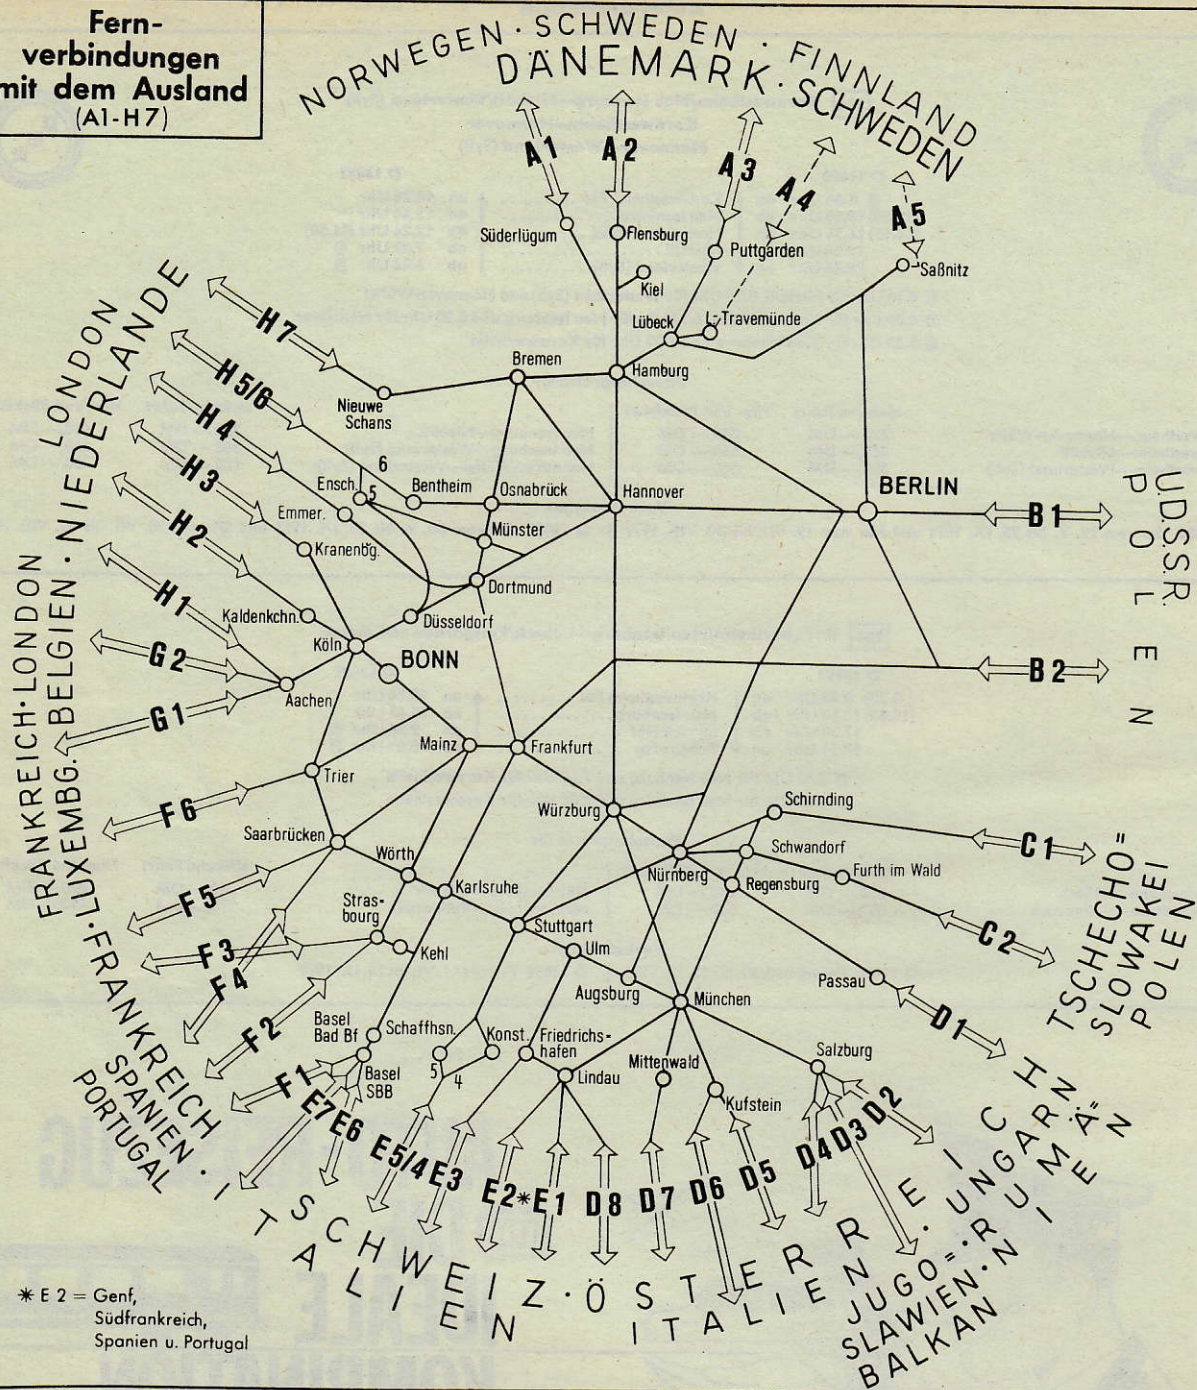 Fern-
verbindungen
mit dem Ausland
(A1-H7)
NORWEGEN · SCHWEDEN · FINNLAND
DÄNEMARK · SCHWEDEN
A1
A2
A3
A4
A5
Süderlügum
Flensburg
Puttgarden
Saßnitz
Kiel
Lübeck
L.-Travemünde
Bremen
Hamburg
LONDON
FRANKREICH·LONDON
LUXEMBG. BELGIEN · NIEDERLANDE
H7
H5/6
H4
H3
H2
H1
G2
G1
Nieuwe
Schans
6
Ensch.
5
Bentheim
Osnabrück
Hannover
BERLIN
B1
U.D.S.S.R.
POLEN
Emmer.
Münster
Kranenbg.
Dortmund
Kaldenkchn.
Düsseldorf
Köln
BONN
B2
Aachen
Mainz
Frankfurt
Trier
F6
Würzburg
Schirnding
C1
Saarbrücken
Wörth
Nürnberg
Schwandorf
Furth im Wald
F5
Karlsruhe
Regensburg
C2
TSCHECHO=
SLOWAKEI
POLEN
Stras-
bourg
Kehl
Stuttgart
Ulm
F3
F4
Augsburg
München
Passau
D1
F2
Basel
Bad Bf
Schaffhsn.
Konst.
Friedrichs-
hafen
Mittenwald
Salzburg
F1
Basel
SBB
5
4
Lindau
Kufstein
E7
E6
E5/4
E3
E2*
E1
D8
D7
D6
D5
D4
D3
D2
·FRANKREICH
SPANIEN ·
PORTUGAL
ITALIEN
SCHWEIZ · ÖSTERREICH
ITALIEN · UNGARN
JUGO= · RUMÄ=
SLAWIEN · NIEN
BALKAN
* E 2 = Genf,
Südfrankreich,
Spanien u. Portugal